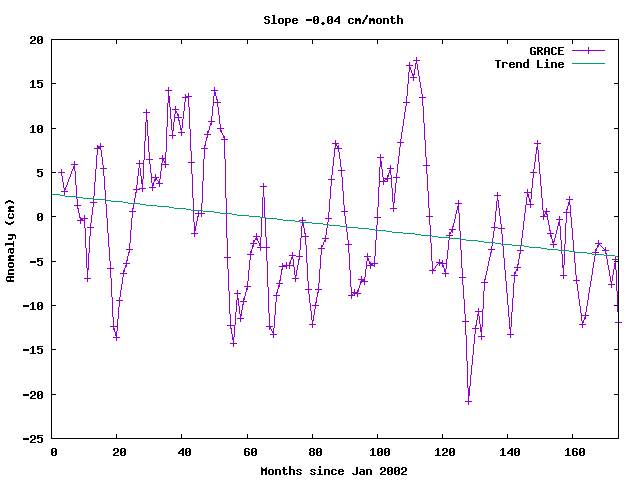 Slope -0.04 cm/month
GRACE
Trend Line
20
15
10
5
0
-5
-10
-15
-20
-25
Anomaly (cm)
0 20 40 60 80 100 120 140 160
Months since Jan 2002